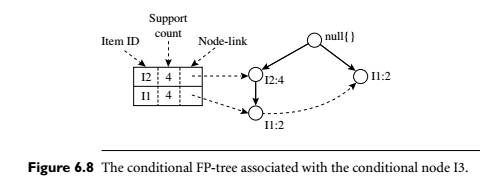 Support
count
Item ID
Node-link
null{}
I2 4
I1 4
I2:4
I1:2
I1:2
Figure 6.8 The conditional FP-tree associated with the conditional node I3.